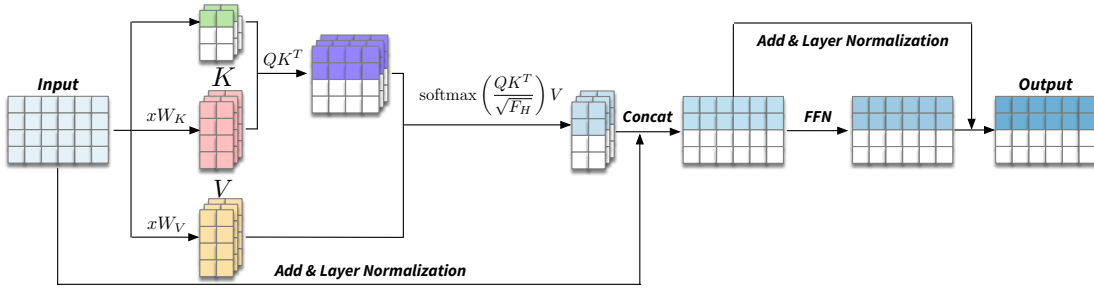 Add & Layer Normalization
QK^T
K
Input
Output
softmax (QK^T / √F_H) V
Concat
xW_K
FFN
V
xW_V
Add & Layer Normalization